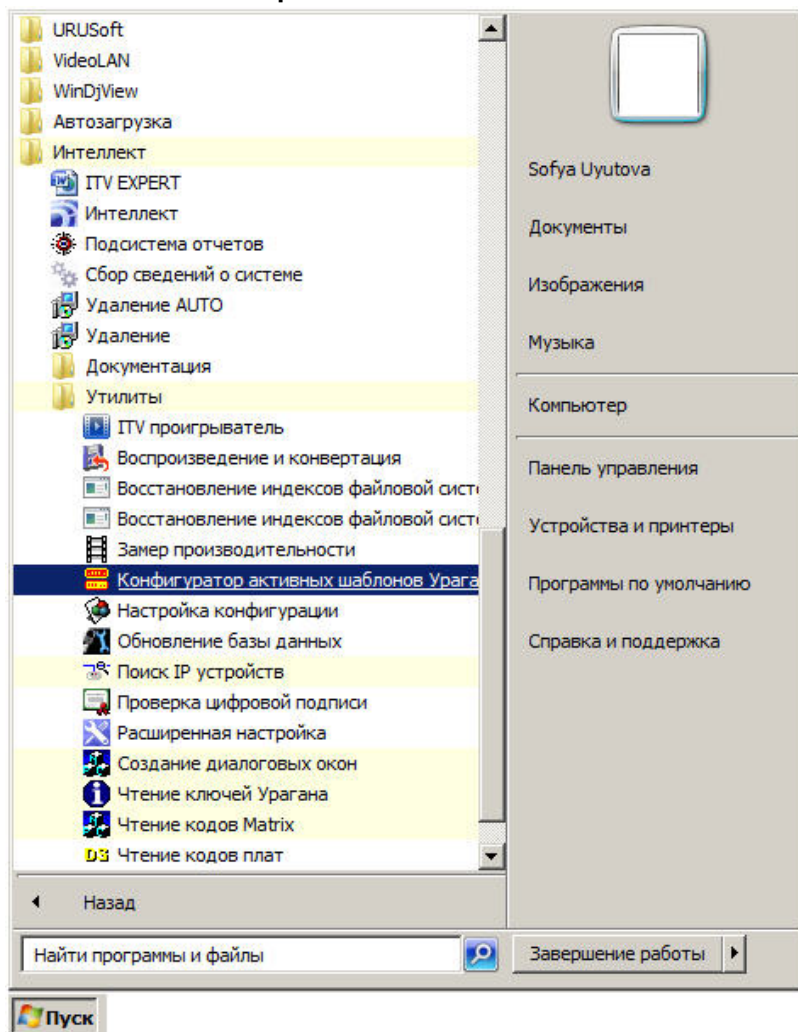 URUSoft
VideoLAN
WinDjView
Автозагрузка
Интеллект
ITV EXPERT
Интеллект
Подсистема отчетов
Сбор сведений о системе
Удаление AUTO
Удаление
Документация
Утилиты
ITV проигрыватель
Воспроизведение и конвертация
Восстановление индексов файловой систе
Восстановление индексов файловой систе
Замер производительности
Конфигуратор активных шаблонов Урага
Настройка конфигурации
Обновление базы данных
Поиск IP устройств
Проверка цифровой подписи
Расширенная настройка
Создание диалоговых окон
Чтение ключей Урагана
Чтение кодов Matrix
Чтение кодов плат
Назад
Найти программы и файлы
Sofya Uyutova
Документы
Изображения
Музыка
Компьютер
Панель управления
Устройства и принтеры
Программы по умолчанию
Справка и поддержка
Завершение работы
Пуск